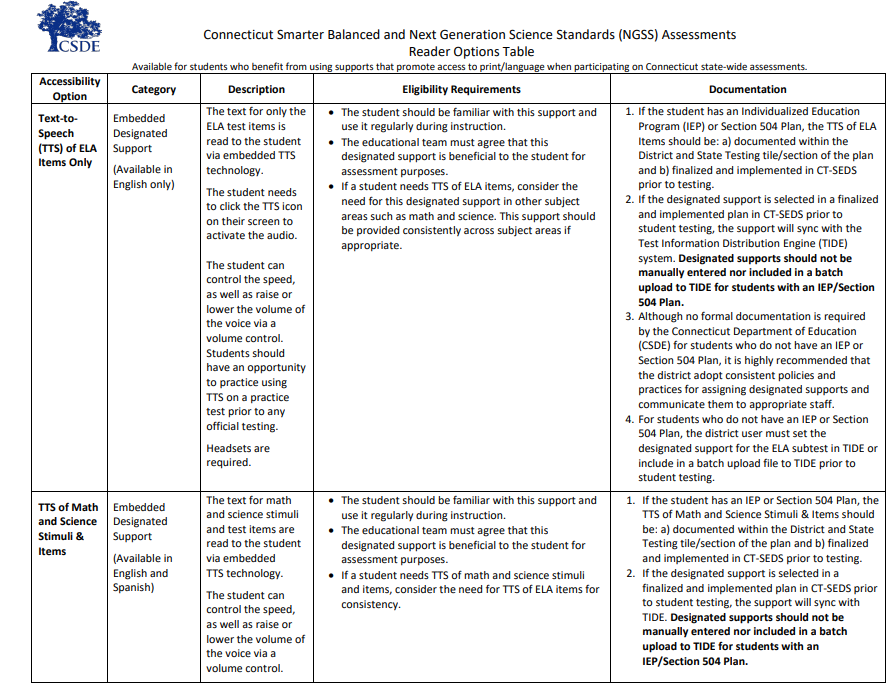 CSDE
Connecticut Smarter Balanced and Next Generation Science Standards (NGSS) Assessments
Reader Options Table
Available for students who benefit from using supports that promote access to print/language when participating on Connecticut state-wide assessments.
Accessibility
Option
Category
Description
Eligibility Requirements
Documentation
Text-to-
Speech
(TTS) of ELA
Items Only
Embedded
Designated
Support
(Available in
English only)
The text for only the
ELA test items is
read to the student
via embedded TTS
technology.
The student needs
to click the TTS icon
on their screen to
activate the audio.
The student can
control the speed,
as well as raise or
lower the volume of
the voice via a
volume control.
Students should
have an opportunity
to practice using
TTS on a practice
test prior to any
official testing.
Headsets are
required.
• The student should be familiar with this support and
use it regularly during instruction.
• The educational team must agree that this
designated support is beneficial to the student for
assessment purposes.
• If a student needs TTS of ELA items, consider the
need for this designated support in other subject
areas such as math and science. This support should
be provided consistently across subject areas if
appropriate.
1. If the student has an Individualized Education
Program (IEP) or Section 504 Plan, the TTS of ELA
Items should be: a) documented within the
District and State Testing tile/section of the plan
and b) finalized and implemented in CT-SEDS
prior to testing.
2. If the designated support is selected in a finalized
and implemented plan in CT-SEDS prior to
student testing, the support will sync with the
Test Information Distribution Engine (TIDE)
system. Designated supports should not be
manually entered nor included in a batch
upload to TIDE for students with an IEP/Section
504 Plan.
3. Although no formal documentation is required
by the Connecticut Department of Education
(CSDE) for students who do not have an IEP or
Section 504 Plan, it is highly recommended that
the district adopt consistent policies and
practices for assigning designated supports and
communicate them to appropriate staff.
4. For students who do not have an IEP or Section
504 Plan, the district user must set the
designated support for the ELA subtest in TIDE or
include in a batch upload file to TIDE prior to
student testing.
TTS of Math
and Science
Stimuli &
Items
Embedded
Designated
Support
(Available in
English and
Spanish)
The text for math
and science stimuli
and test items are
read to the student
via embedded
TTS technology.
The student can
control the speed,
as well as raise or
lower the volume of
the voice via a
volume control.
• The student should be familiar with this support and
use it regularly during instruction.
• The educational team must agree that this
designated support is beneficial to the student for
assessment purposes.
• If a student needs TTS of math and science stimuli
and items, consider the need for TTS of ELA items for
consistency.
1. If the student has an IEP or Section 504 Plan, the
TTS of Math and Science Stimuli & Items should
be: a) documented within the District and State
Testing tile/section of the plan and b) finalized
and implemented in CT-SEDS prior to testing.
2. If the designated support is selected in a
finalized and implemented plan in CT-SEDS prior
to student testing, the support will sync with
TIDE. Designated supports should not be
manually entered nor included in a batch
upload to TIDE for students with an
IEP/Section 504 Plan.